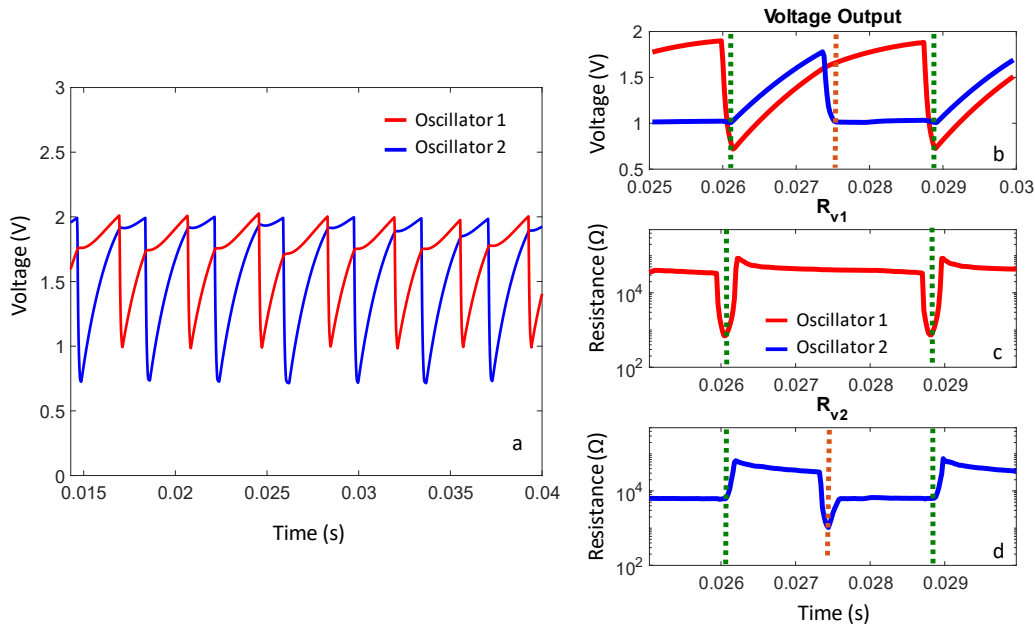 3
2.5
2
1.5
1
0.5
0
Voltage (V)
Oscillator 1
Oscillator 2
a
0.015
0.02
0.025
0.03
0.035
0.04
Time (s)
Voltage Output
2
1.5
1
0.5
Voltage (V)
b
0.025
0.026
0.027
0.028
0.029
0.03
Rv1
Resistance (Ω)
10^4
10^2
Oscillator 1
Oscillator 2
c
0.026
0.027
0.028
0.029
Rv2
Resistance (Ω)
10^4
10^2
d
0.026
0.027
0.028
0.029
Time (s)